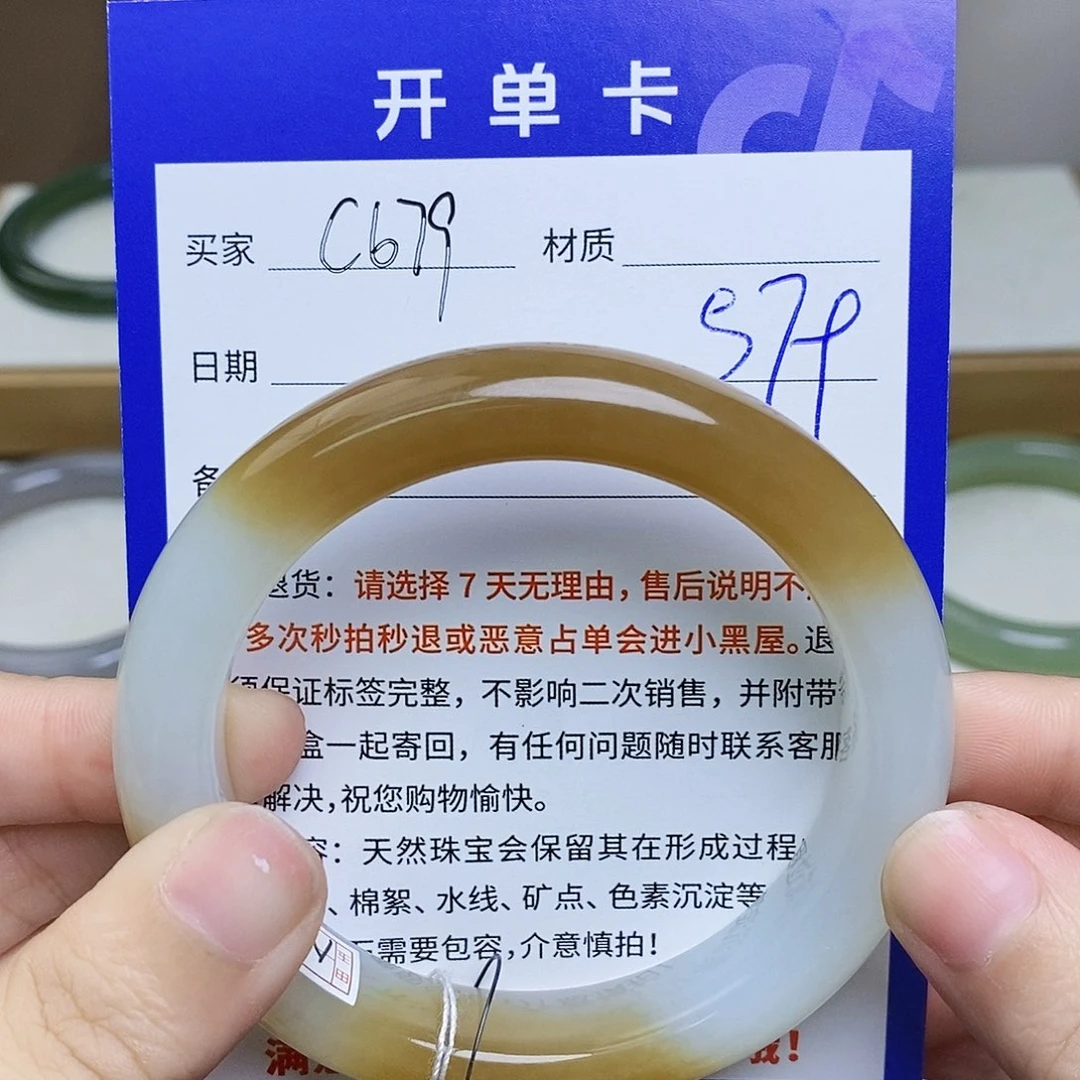 开单卡
买家 C679 材质
579
日期
备
退货：请选择 7 天无理由，售后说明不
多次秒拍秒退或恶意占单会进小黑屋。退
须保证标签完整，不影响二次销售，并附带
盒一起寄回，有任何问题随时联系客服
解决，祝您购物愉快。
容：天然珠宝会保留其在形成过程
、棉絮、水线、矿点、色素沉淀等
需要包容，介意慎拍！
满 ！